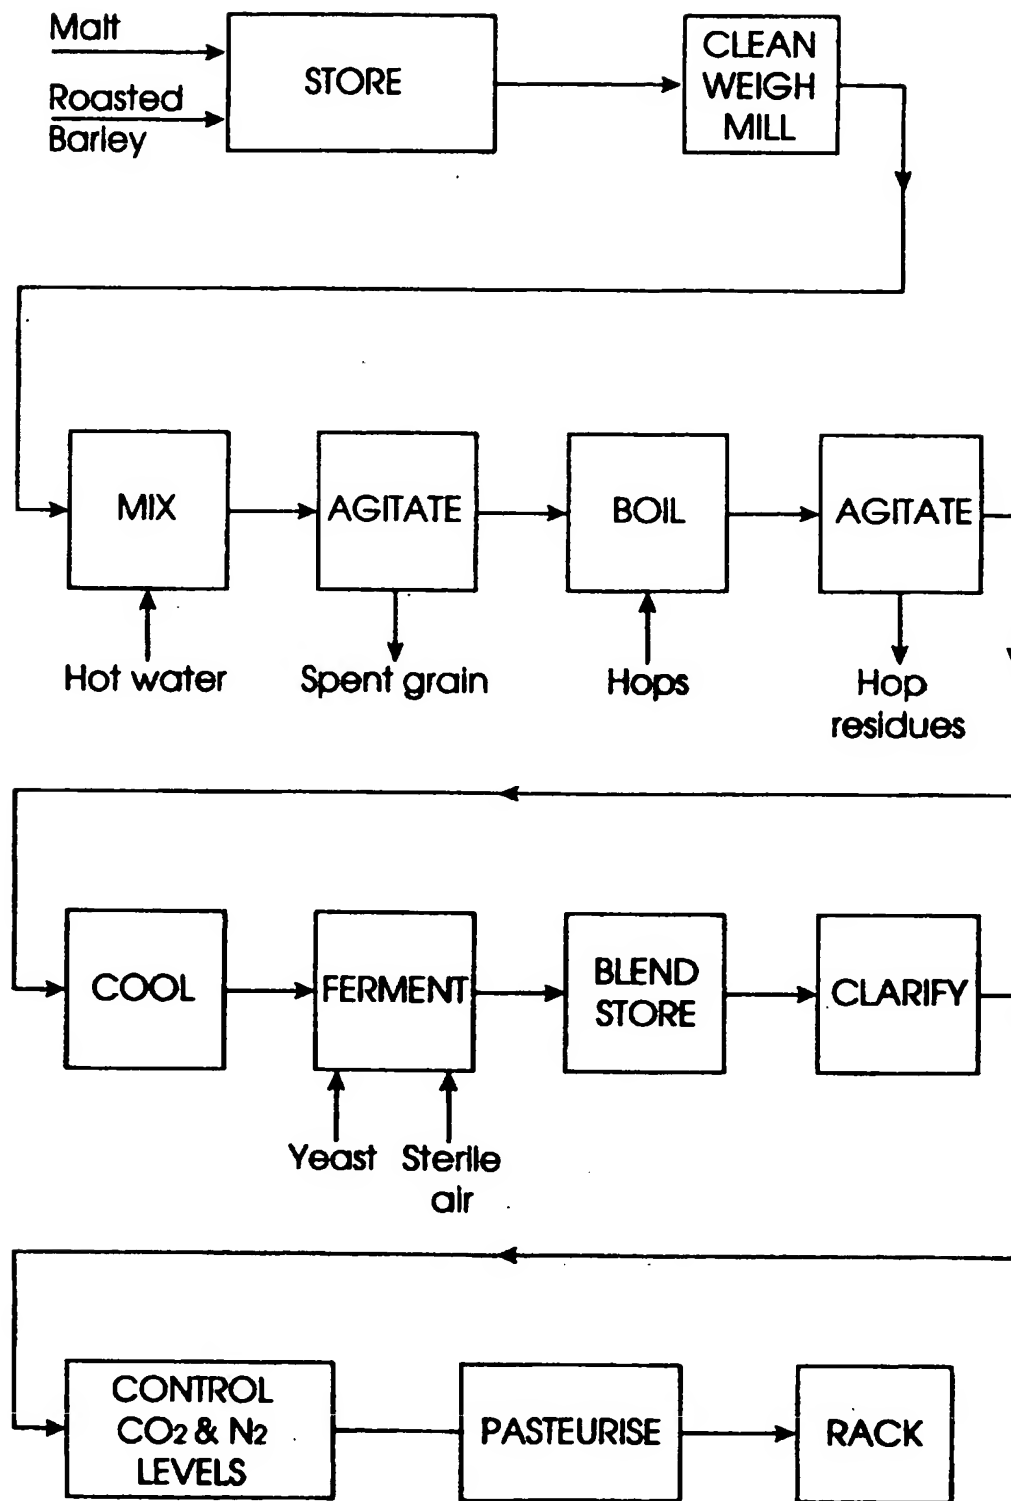 Malt
Roasted
Barley
STORE
CLEAN
WEIGH
MILL
MIX
AGITATE
BOIL
AGITATE
Hot water
Spent grain
Hops
Hop
residues
COOL
FERMENT
BLEND
STORE
CLARIFY
Yeast
Sterile
air
CONTROL
CO2 & N2
LEVELS
PASTEURISE
RACK